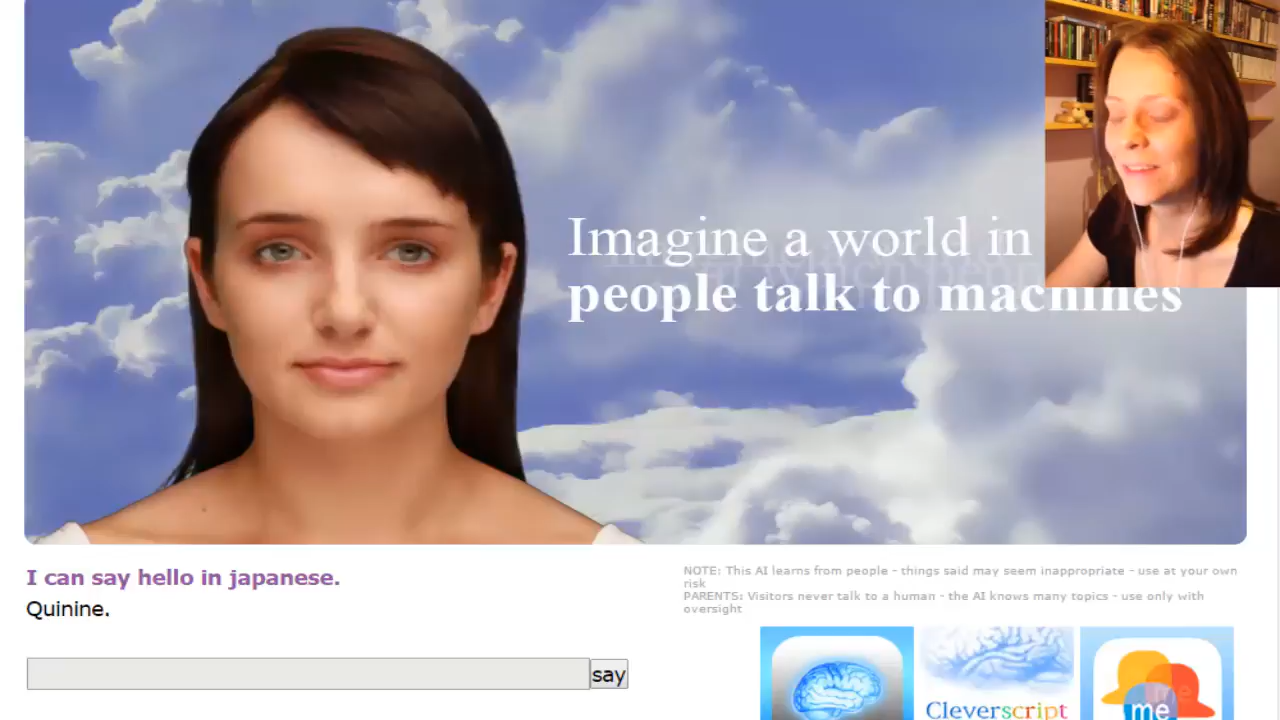 Imagine a world in
people talk to machines
I can say hello in japanese.
Quinine.
say
NOTE: This AI learns from people - things said may seem inappropriate - use at your own
risk
PARENTS: Visitors never talk to a human - the AI knows many topics - use only with
oversight
Cleverscript
me
me